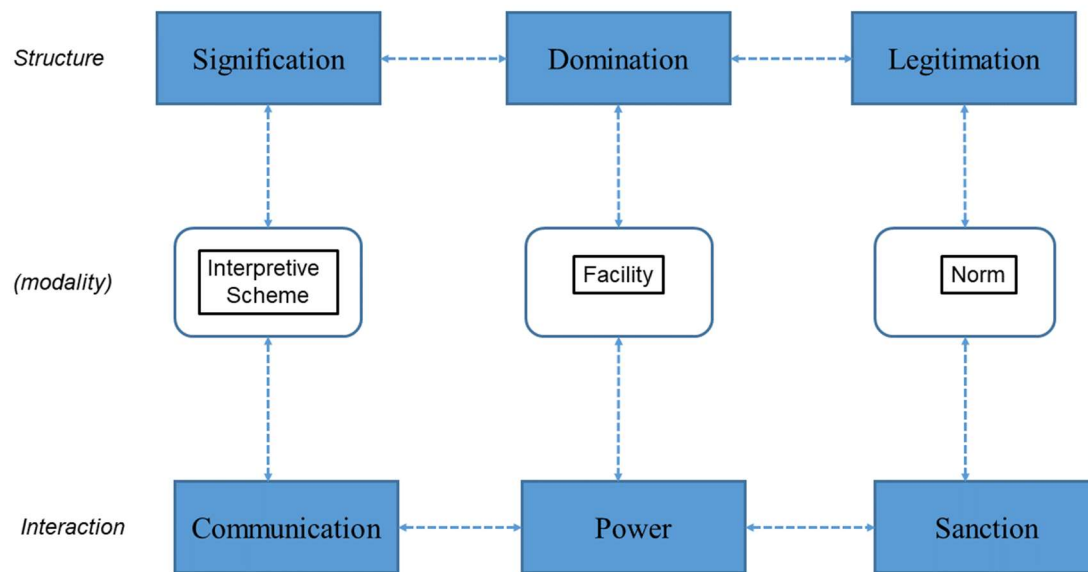 Structure
Signification
Domination
Legitimation
(modality)
Interpretive
Scheme
Facility
Norm
Interaction
Communication
Power
Sanction